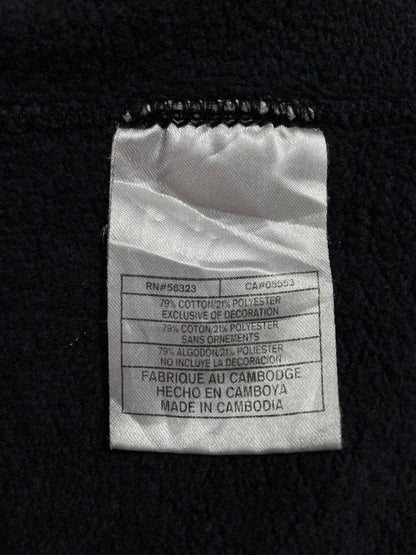 RN#56323 CA#05553
79% COTTON/21% POLYESTER
EXCLUSIVE OF DECORATION
79% COTON/21% POLYESTER
SANS ORNEMENTS
79% ALGODON/21% POLIESTER
NO INCLUYE LA DECORACION
FABRIQUE AU CAMBODGE
HECHO EN CAMBOYA
MADE IN CAMBODIA